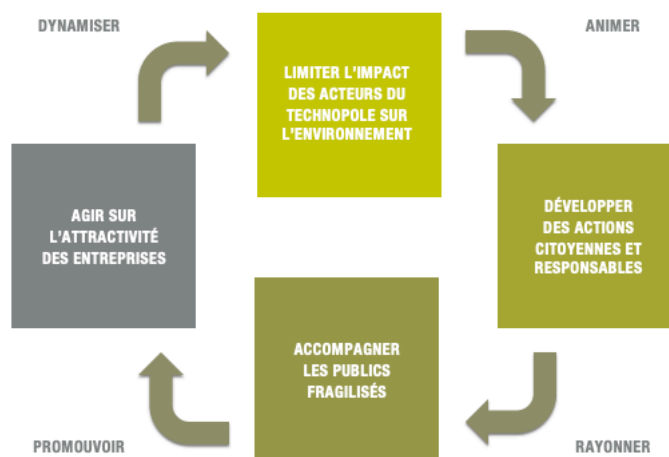 DYNAMISER
ANIMER
LIMITER L'IMPACT
DES ACTEURS DU
TECHNOPOLE SUR
L'ENVIRONNEMENT
AGIR SUR
L'ATTRACTIVITÉ
DES ENTREPRISES
DÉVELOPPER
DES ACTIONS
CITOYENNES ET
RESPONSABLES
ACCOMPAGNER
LES PUBLICS
FRAGILISÉS
PROMOUVOIR
RAYONNER